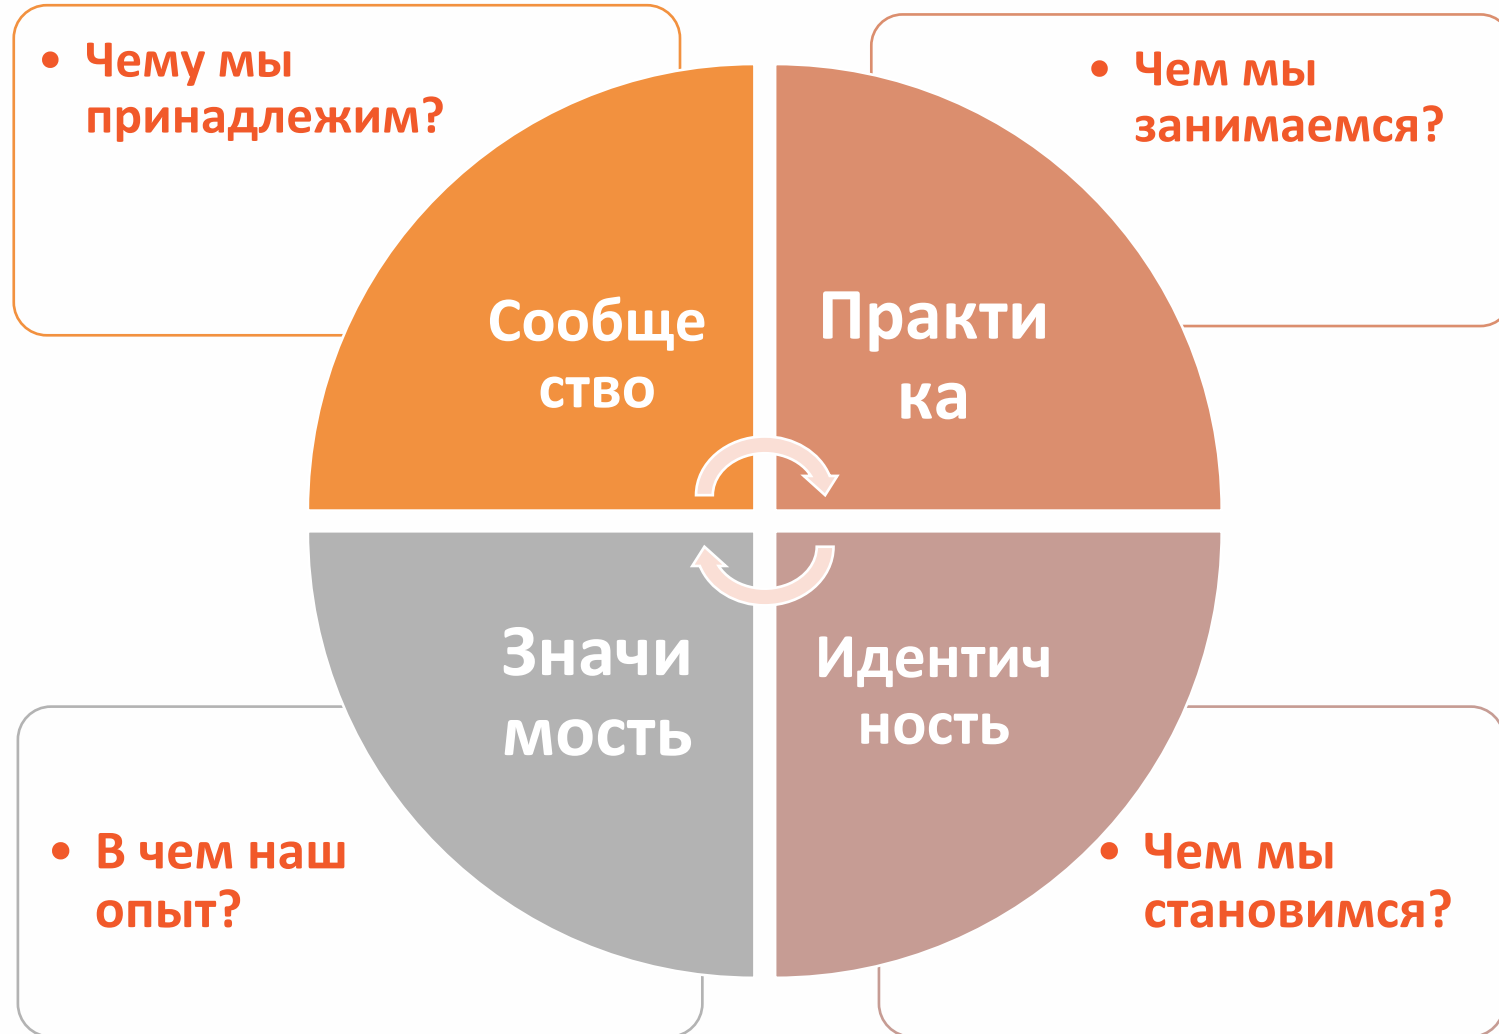 • Чему мы
принадлежим?
• Чем мы
занимаемся?
Сообще
ство
Практи
ка
Значи
мость
Идентич
ность
• В чем наш
опыт?
• Чем мы
становимся?